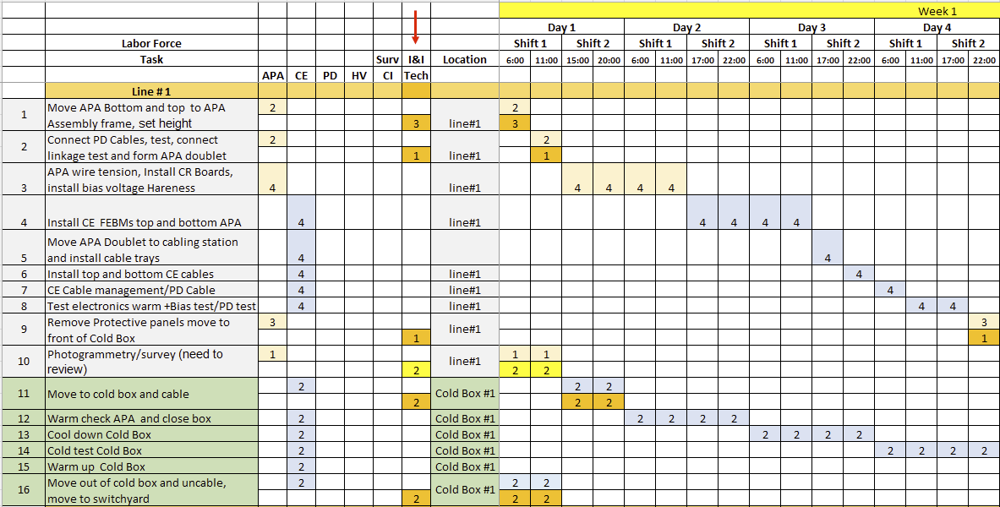 Week 1
Day 1 Day 2 Day 3 Day 4
Labor Force Shift 1 Shift 2 Shift 1 Shift 2 Shift 1 Shift 2 Shift 1 Shift 2
Task Surv I&I Location 6:00 11:00 15:00 20:00 6:00 11:00 17:00 22:00 6:00 11:00 17:00 22:00 6:00 11:00 17:00 22:00
APA CE PD HV CI Tech
Line # 1
1 Move APA Bottom and top to APA 2 2
Assembly frame, set height 3 line#1 3
2 Connect PD Cables, test, connect 2 2
linkage test and form APA doublet 1 line#1 1
APA wire tension, Install CR Boards,
3 install bias voltage Hareness 4 line#1 4 4 4 4
4 Install CE FEBMs top and bottom APA 4 line#1 4 4 4 4
Move APA Doublet to cabling station
5 and install cable trays 4 4
6 Install top and bottom CE cables 4 line#1 4
7 CE Cable management/PD Cable 4 line#1 4
8 Test electronics warm +Bias test/PD test 4 line#1 4 4
9 Remove Protective panels move to 3 line#1 3
front of Cold Box 1 1
10 Photogrammetry/survey (need to 1 line#1 1 1
review) 2 2 2
11 Move to cold box and cable 2 Cold Box #1 2 2
2 2 2
12 Warm check APA and close box 2 Cold Box #1 2 2 2 2
13 Cool down Cold Box 2 Cold Box #1 2 2 2 2
14 Cold test Cold Box 2 Cold Box #1 2 2 2 2
15 Warm up Cold Box 2 Cold Box #1
16 Move out of cold box and uncable, 2 Cold Box #1 2 2
move to switchyard 2 2 2